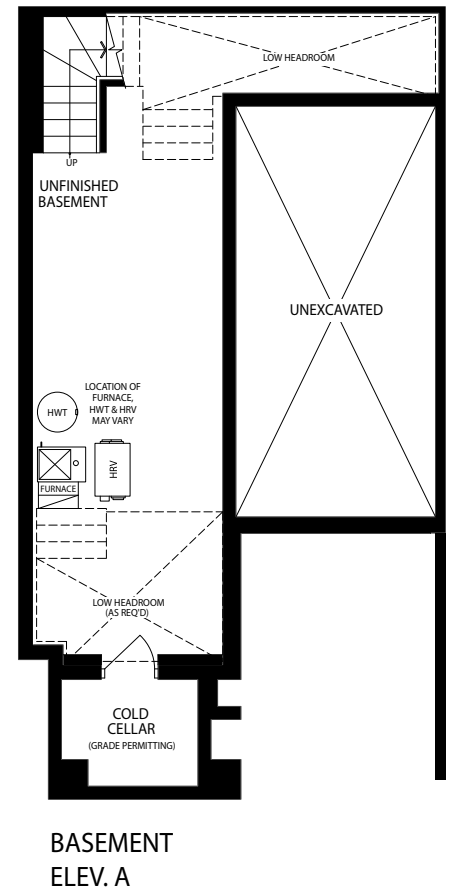 LOW HEADROOM
UP
UNFINISHED
BASEMENT
UNEXCAVATED
LOCATION OF
FURNACE,
HWT & HRV
MAY VARY
HWT
HRV
FURNACE
LOW HEADROOM
(AS REQ'D)
COLD
CELLAR
(GRADE PERMITTING)
BASEMENT
ELEV. A